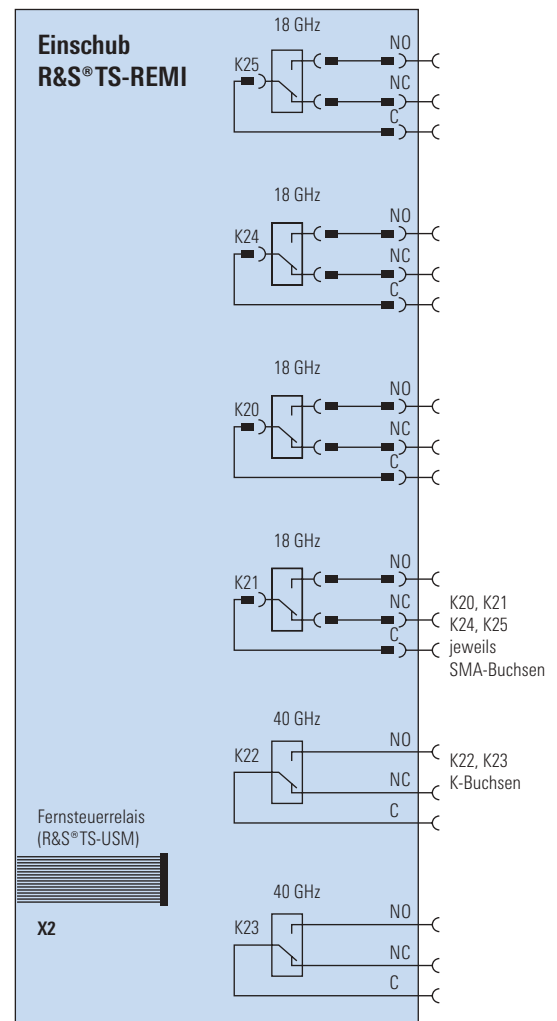 Einschub
R&S®TS-REMI
18 GHz
K25
NO
NC
C
18 GHz
K24
NO
NC
C
18 GHz
K20
NO
NC
C
18 GHz
K21
NO
NC
C
K20, K21
K24, K25
jeweils
SMA-Buchsen
40 GHz
K22
NO
NC
C
K22, K23
K-Buchsen
Fernsteuerrelais
(R&S®TS-USM)
X2
40 GHz
K23
NO
NC
C